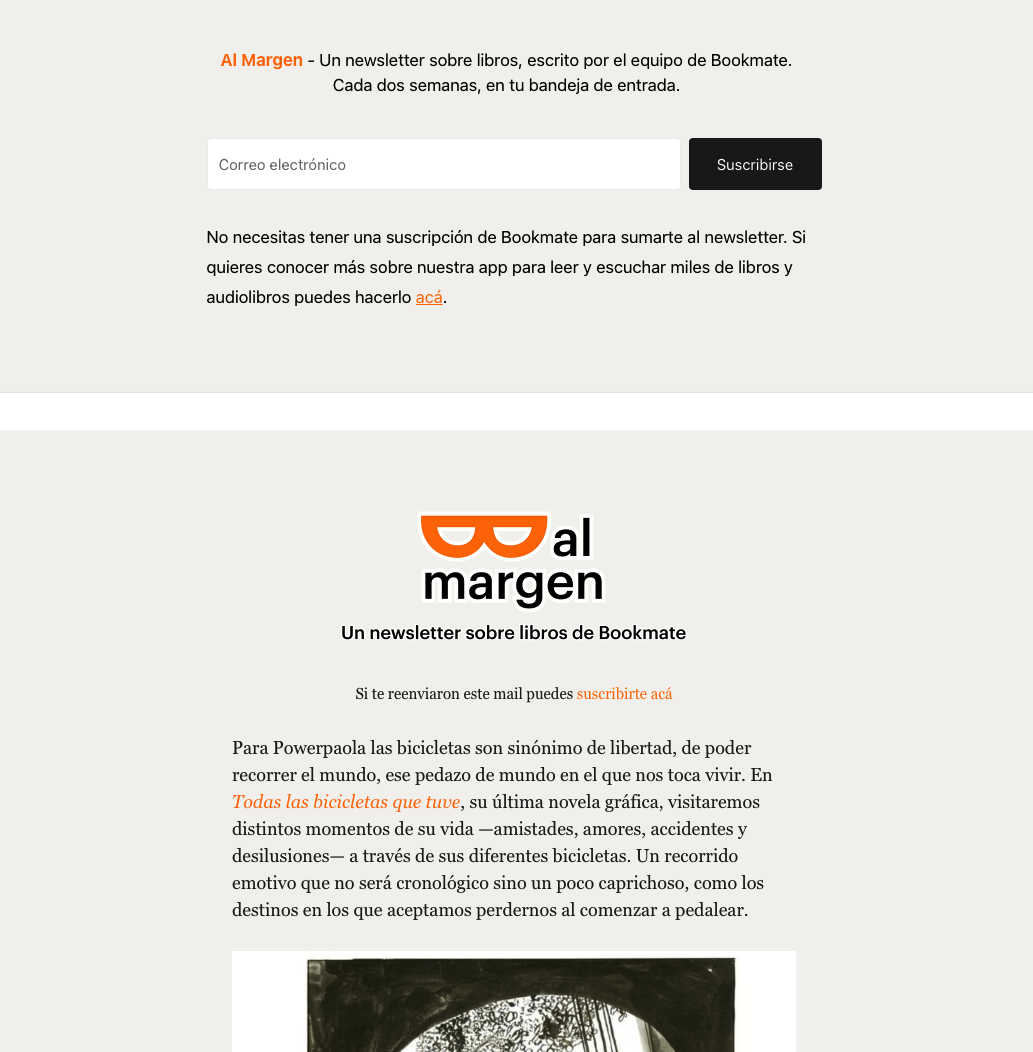 Al Margen - Un newsletter sobre libros, escrito por el equipo de Bookmate.
Cada dos semanas, en tu bandeja de entrada.
Correo electrónico
Suscribirse
No necesitas tener una suscripción de Bookmate para sumarte al newsletter. Si
quieres conocer más sobre nuestra app para leer y escuchar miles de libros y
audiolibros puedes hacerlo acá.
al
margen
Un newsletter sobre libros de Bookmate
Si te reenviaron este mail puedes suscribirte acá
Para Powerpaola las bicicletas son sinónimo de libertad, de poder
recorrer el mundo, ese pedazo de mundo en el que nos toca vivir. En
Todas las bicicletas que tuve, su última novela gráfica, visitaremos
distintos momentos de su vida —amistades, amores, accidentes y
desilusiones— a través de sus diferentes bicicletas. Un recorrido
emotivo que no será cronológico sino un poco caprichoso, como los
destinos en los que aceptamos perdernos al comenzar a pedalear.